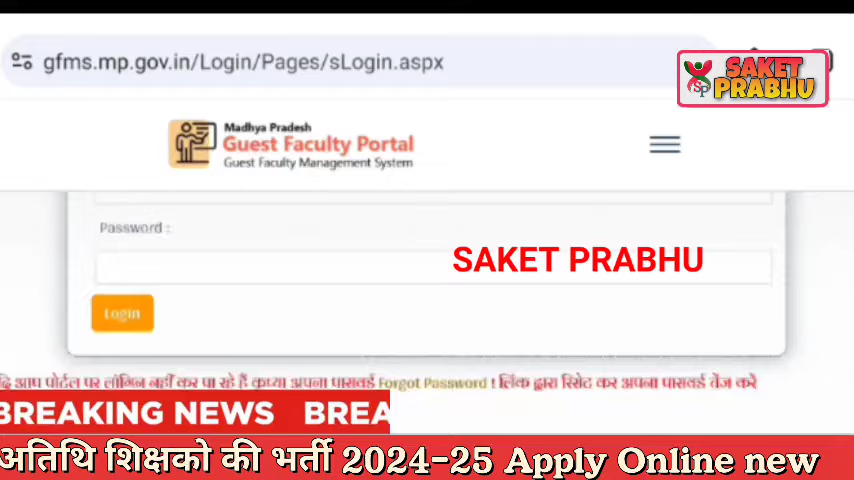 gfms.mp.gov.in/Login/Pages/sLogin.aspx
SAKET
PRABHU
SP
Madhya Pradesh
Guest Faculty Portal
Guest Faculty Management System
Password :
SAKET PRABHU
Login
आप पोर्टल पर लॉगिन नहीं कर पा रहे हैं कृप्या अपना पासवर्ड Forgot Password ! लिंक द्वारा रिसेट कर अपना पासवर्ड तेंज करें
BREAKING NEWS BREA
अतिथि शिक्षको की भर्ती 2024-25 Apply Online new